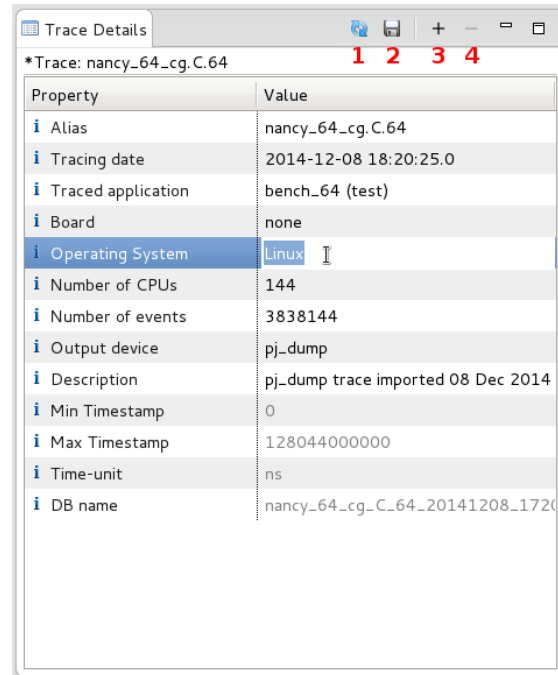 Trace Details
1 2 3 4
*Trace: nancy_64_cg.C.64
Property Value
Alias nancy_64_cg.C.64
Tracing date 2014-12-08 18:20:25.0
Traced application bench_64 (test)
Board none
Operating System Linux
Number of CPUs 144
Number of events 3838144
Output device pj_dump
Description pj_dump trace imported 08 Dec 2014
Min Timestamp 0
Max Timestamp 128044000000
Time-unit ns
DB name nancy_64_cg_C_64_20141208_1720